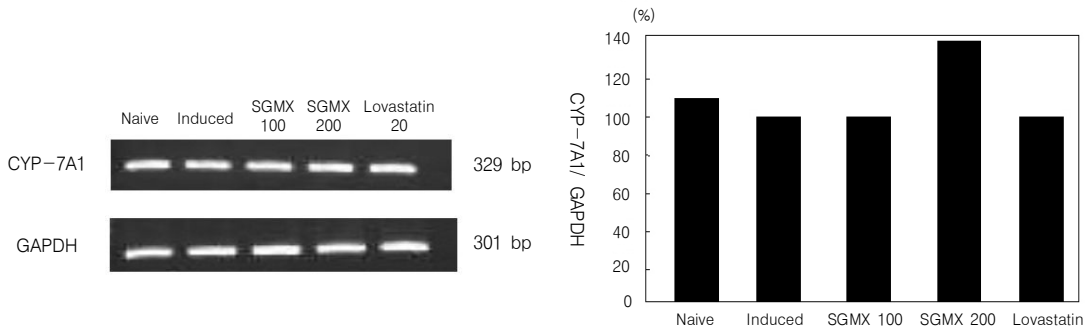 Naive Induced SGMX 100 SGMX 200 Lovastatin 20
CYP-7A1 329 bp
GAPDH 301 bp
(%)
140
120
100
80
60
40
20
0
CYP-7A1/ GAPDH
Naive Induced SGMX 100 SGMX 200 Lovastatin